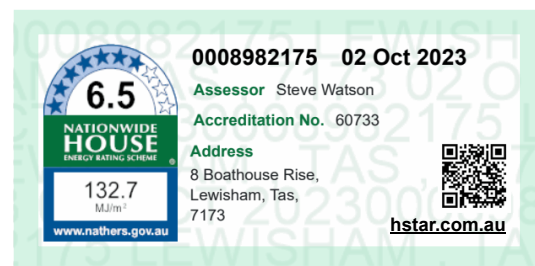 0008982175 02 Oct 2023
6.5
Assessor Steve Watson
NATIONWIDE
HOUSE
ENERGY RATING SCHEME ®
Accreditation No. 60733
Address
8 Boathouse Rise,
Lewisham, Tas,
7173
132.7
MJ/m²
www.nathers.gov.au
hstar.com.au